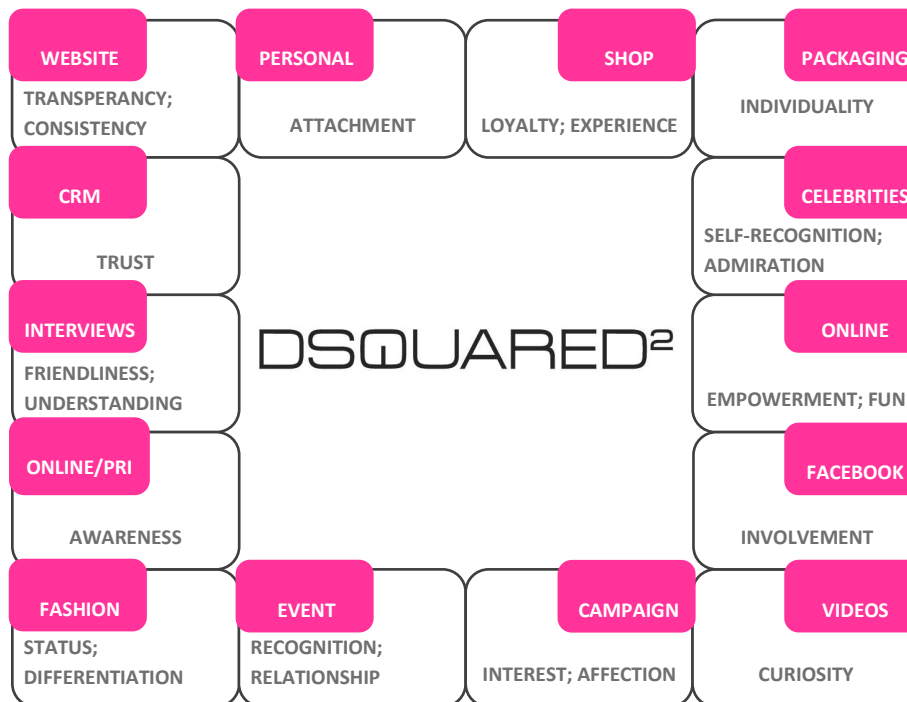 WEBSITE
TRANSPERANCY;
CONSISTENCY
PERSONAL
ATTACHMENT
SHOP
LOYALTY; EXPERIENCE
PACKAGING
INDIVIDUALITY
CRM
TRUST
CELEBRITIES
SELF-RECOGNITION;
ADMIRATION
INTERVIEWS
FRIENDLINESS;
UNDERSTANDING
DSQUARED²
ONLINE
EMPOWERMENT; FUN
ONLINE/PRI
AWARENESS
FACEBOOK
INVOLVEMENT
FASHION
STATUS;
DIFFERENTIATION
EVENT
RECOGNITION;
RELATIONSHIP
CAMPAIGN
INTEREST; AFFECTION
VIDEOS
CURIOSITY